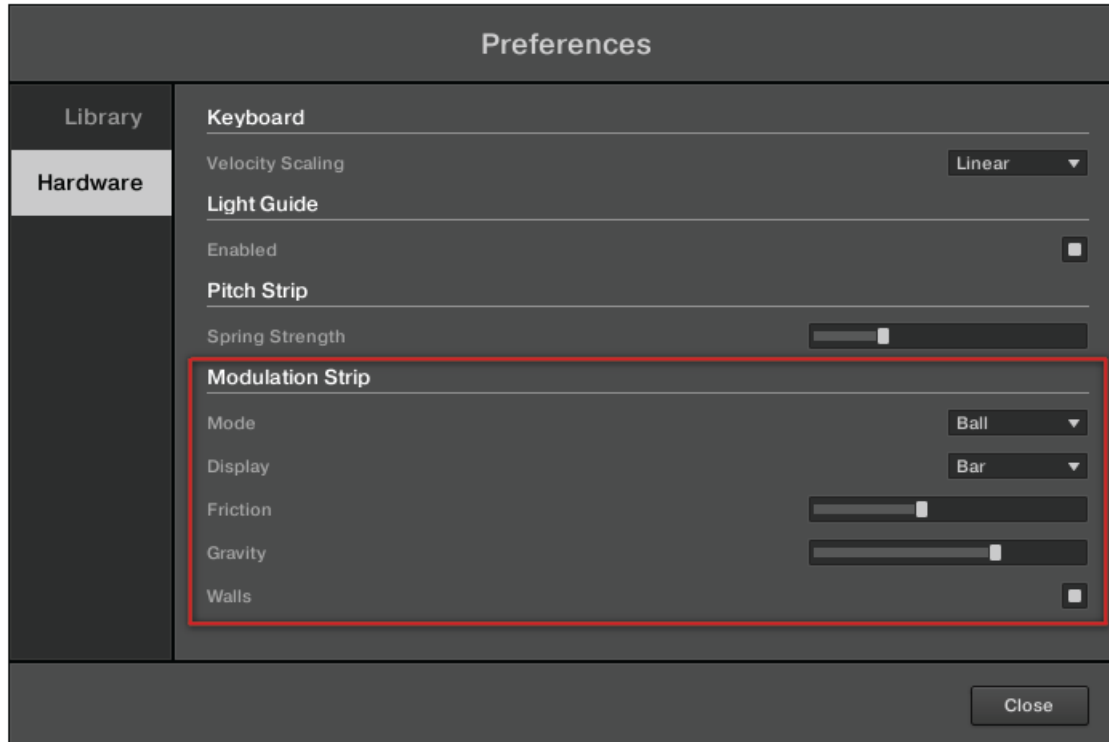 Preferences
Library
Hardware
Keyboard
Velocity Scaling Linear
Light Guide
Enabled
Pitch Strip
Spring Strength
Modulation Strip
Mode Ball
Display Bar
Friction
Gravity
Walls
Close